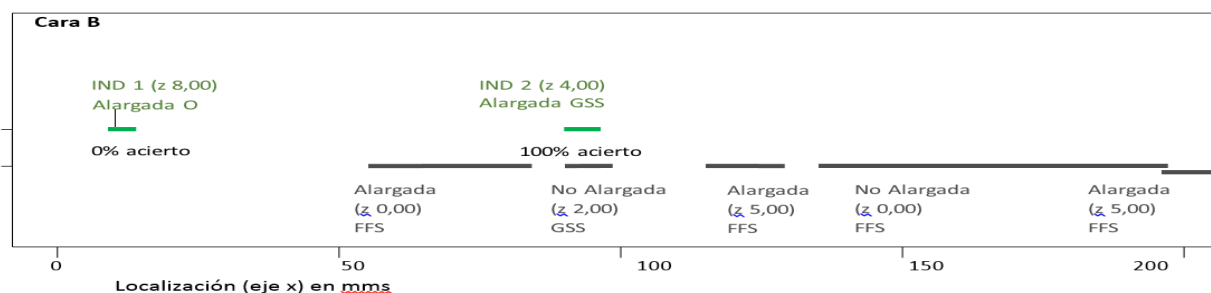 Cara B
IND 1 (z 8,00)
Alargada O
IND 2 (z 4,00)
Alargada GSS
0% acierto
100% acierto
Alargada
(z 0,00)
FFS
No Alargada
(z 2,00)
GSS
Alargada
(z 5,00)
FFS
No Alargada
(z 0,00)
FFS
Alargada
(z 5,00)
FFS
0 50 100 150 200
Localización (eje x) en mms